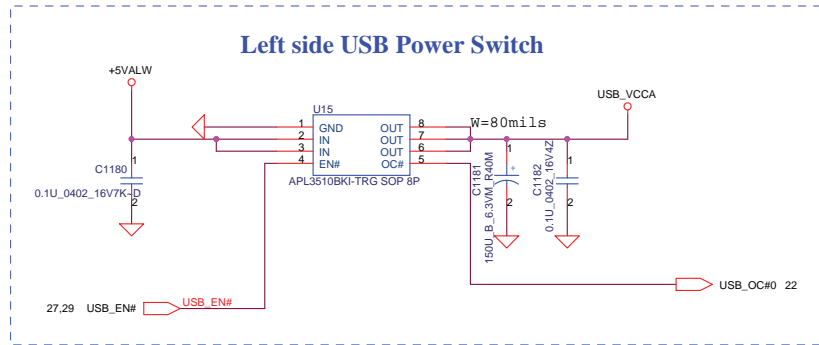 Left side USB Power Switch
+5VALW
USB_VCCA
U15
W=80mils
1 GND OUT 8
2 IN OUT 7
3 IN OUT 6
4 EN# OC# 5
APL3510BKI-TRG SOP 8P
1
C1180
0.1U_0402_16V7K~D
2
1
+
C1181
150U_B_6.3VM_R40M
2
1
C1182
0.1U_0402_16V4Z
2
USB_OC#0 22
27,29 USB_EN# USB_EN#